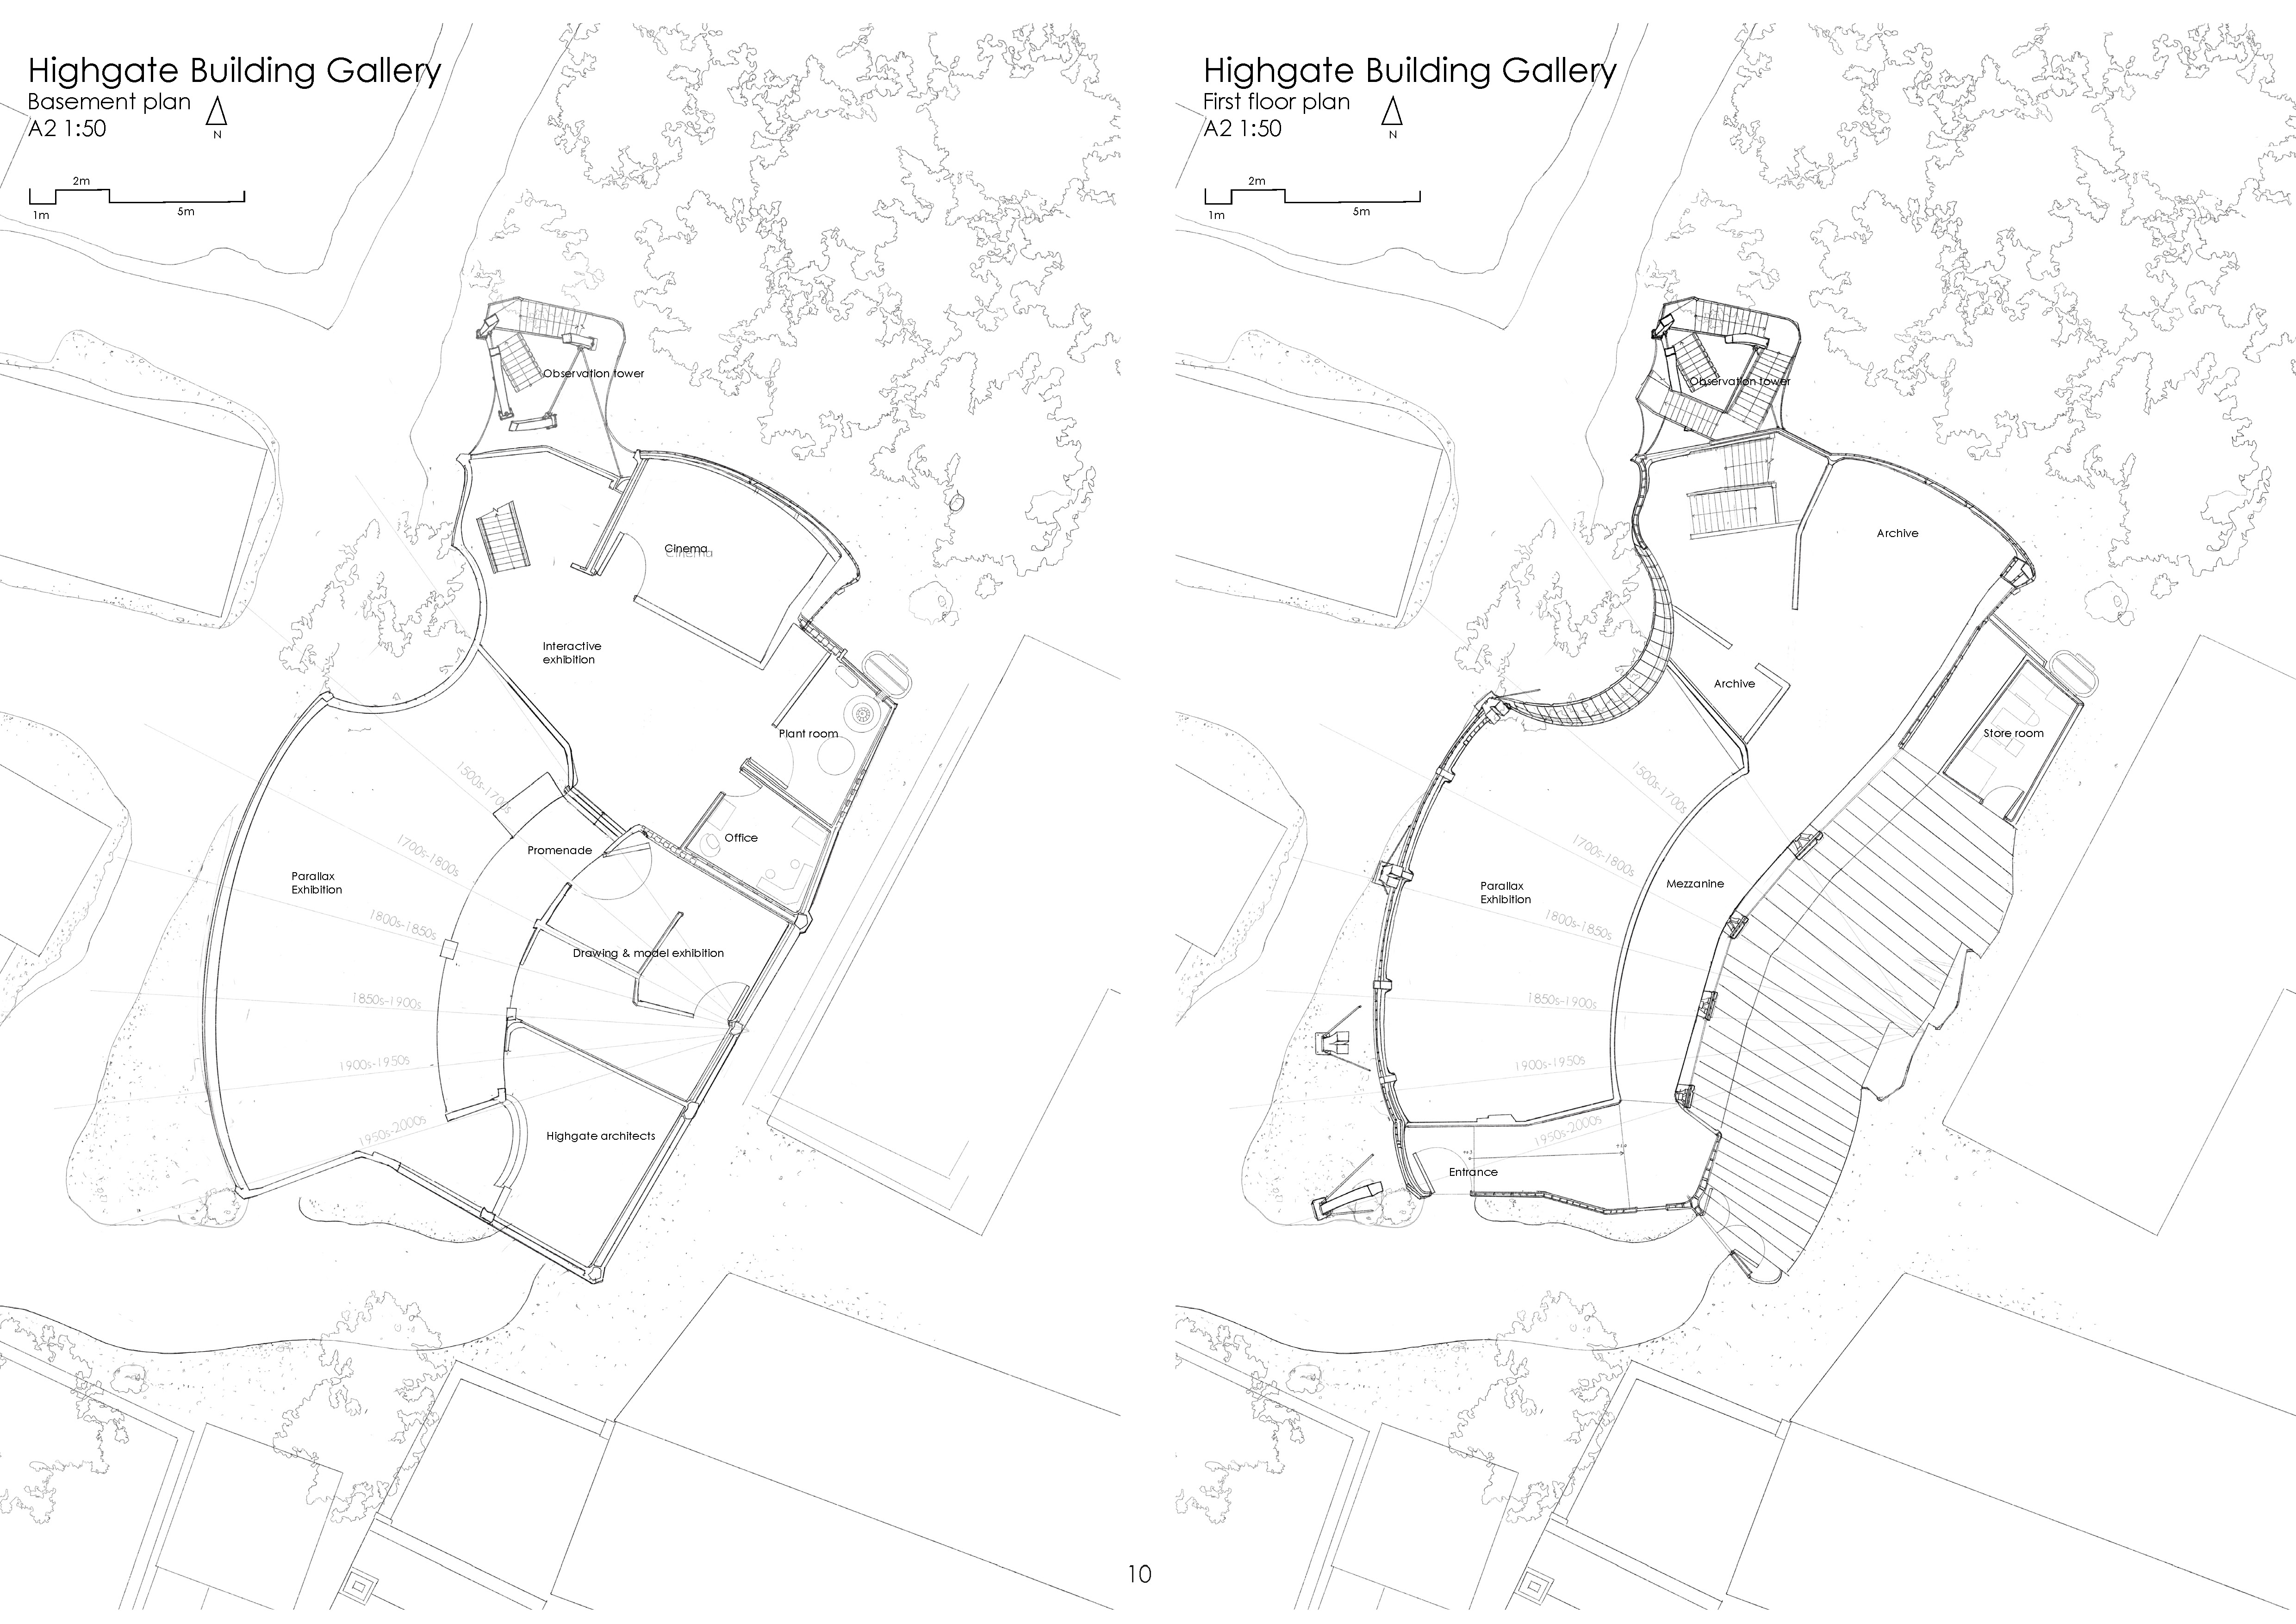 Highgate Building Gallery
Basement plan
N
A2 1:50
2m
1m
5m
Observation tower
Cinema
Cinema
Interactive
exhibition
Plant room
1500s-1700s
Office
Promenade
1700s-1800s
Parallax
Exhibition
1800s-1850s
Drawing & model exhibition
1850s-1900s
1900s-1950s
1950s-2000s
Highgate architects
10
Highgate Building Gallery
First floor plan
N
A2 1:50
2m
1m
5m
Observation tower
Archive
Archive
Store room
1500s-1700s
1700s-1800s
Parallax
Exhibition
Mezzanine
1800s-1850s
1850s-1900s
1900s-1950s
1950s-2000s
Entrance